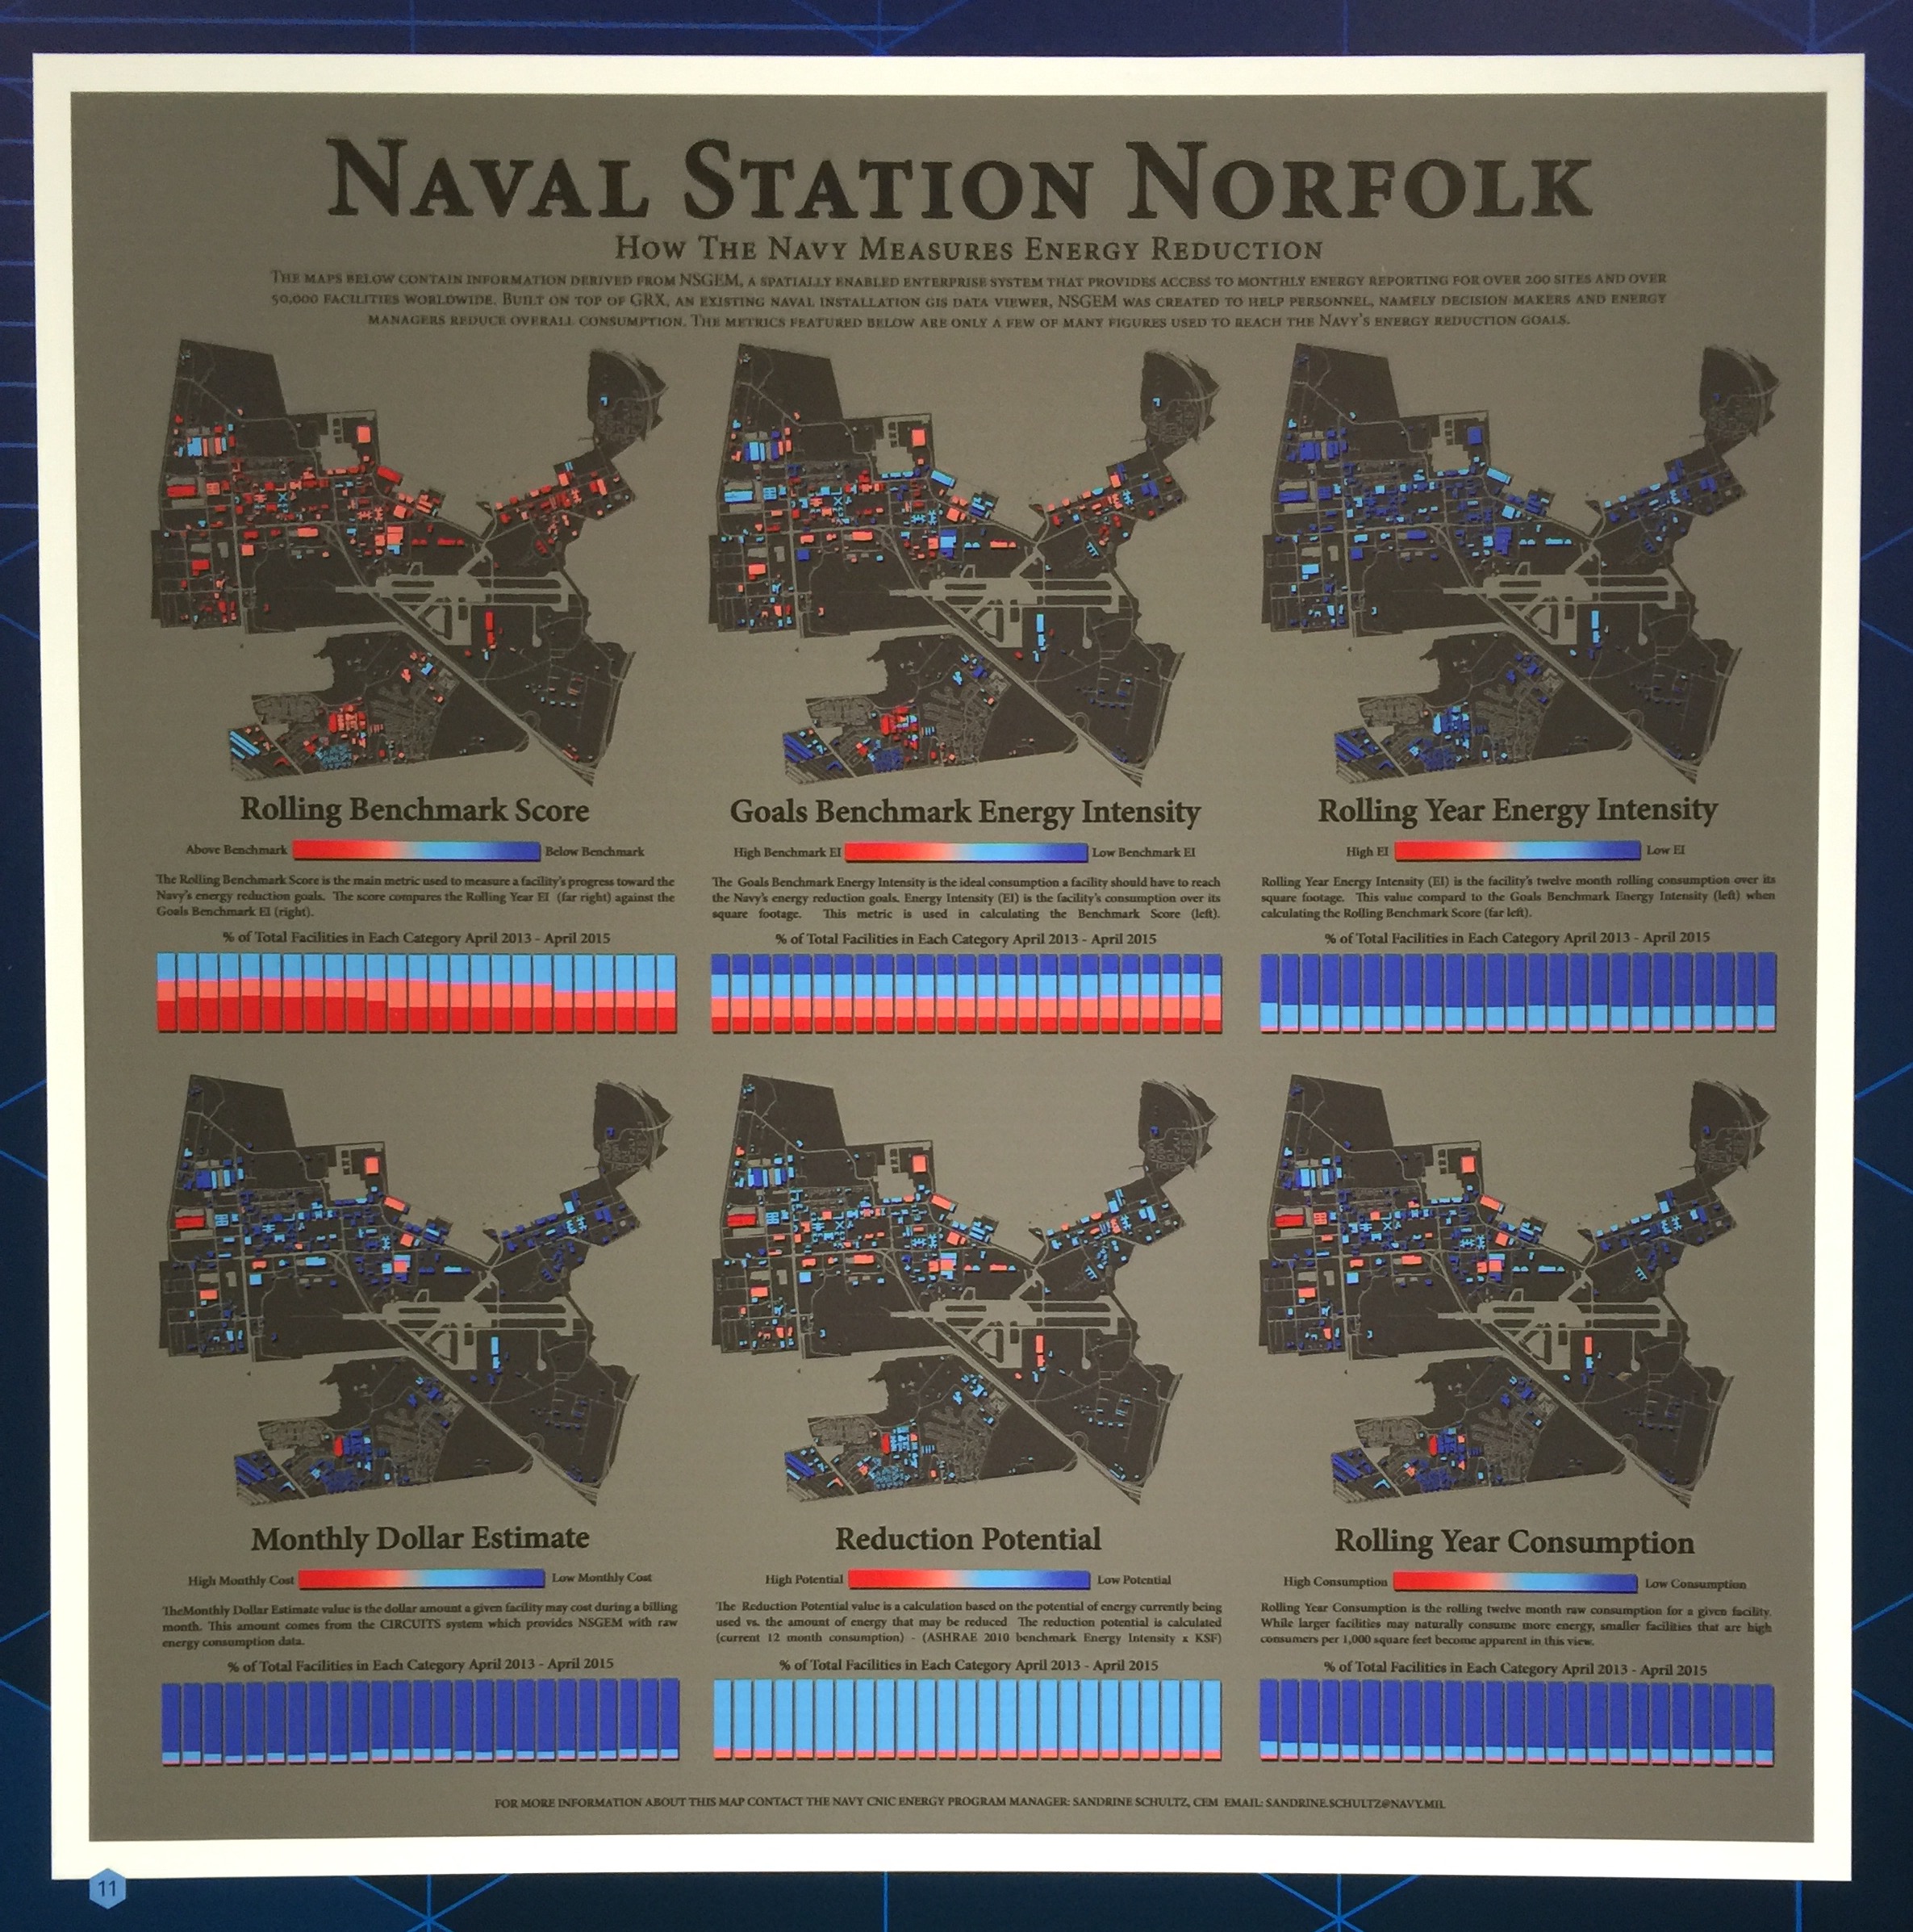 NAVAL STATION NORFOLK
HOW THE NAVY MEASURES ENERGY REDUCTION
THE MAPS BELOW CONTAIN INFORMATION DERIVED FROM NSGEM, A SPATIALLY ENABLED ENTERPRISE SYSTEM THAT PROVIDES ACCESS TO MONTHLY ENERGY REPORTING FOR OVER 200 SITES AND OVER
50,000 FACILITIES WORLDWIDE. BUILT ON TOP OF GRX, AN EXISTING NAVAL INSTALLATION GIS DATA VIEWER, NSGEM WAS CREATED TO HELP PERSONNEL, NAMELY DECISION MAKERS AND ENERGY
MANAGERS REDUCE OVERALL CONSUMPTION. THE METRICS FEATURED BELOW ARE ONLY A FEW OF MANY FIGURES USED TO REACH THE NAVY'S ENERGY REDUCTION GOALS.
Rolling Benchmark Score
Above Benchmark
Below Benchmark
The Rolling Benchmark Score is the main metric used to measure a facility's progress toward the
Navy's energy reduction goals. The score compares the Rolling Year EI (far right) against the
Goals Benchmark EI (right).
% of Total Facilities in Each Category April 2013 - April 2015
Goals Benchmark Energy Intensity
High Benchmark EI
Low Benchmark EI
The Goals Benchmark Energy Intensity is the ideal consumption a facility should have to reach
the Navy's energy reduction goals. Energy Intensity (EI) is the facility's consumption over its
square footage. This metric is used in calculating the Benchmark Score (left).
% of Total Facilities in Each Category April 2013 - April 2015
Rolling Year Energy Intensity
High EI
Low EI
Rolling Year Energy Intensity (EI) is the facility's twelve month rolling consumption over its
square footage. This value compard to the Goals Benchmark Energy Intensity (left) when
calculating the Rolling Benchmark Score (far left).
% of Total Facilities in Each Category April 2013 - April 2015
Monthly Dollar Estimate
High Monthly Cost
Low Monthly Cost
TheMonthly Dollar Estimate value is the dollar amount a given facility may cost during a billing
month. This amount comes from the CIRCUITS system which provides NSGEM with raw
energy consumption data.
% of Total Facilities in Each Category April 2013 - April 2015
Reduction Potential
High Potential
Low Potential
The Reduction Potential value is a calculation based on the potential of energy currently being
used vs. the amount of energy that may be reduced The reduction potential is calculated
(current 12 month consumption) - (ASHRAE 2010 benchmark Energy Intensity x KSF)
% of Total Facilities in Each Category April 2013 - April 2015
Rolling Year Consumption
High Consumption
Low Consumption
Rolling Year Consumption is the rolling twelve month raw consumption for a given facility.
While larger facilities may naturally consume more energy, smaller facilities that are high
consumers per 1,000 square feet become apparent in this view.
% of Total Facilities in Each Category April 2013 - April 2015
FOR MORE INFORMATION ABOUT THIS MAP CONTACT THE NAVY CNIC ENERGY PROGRAM MANAGER: SANDRINE SCHULTZ, CEM EMAIL: SANDRINE.SCHULTZ@NAVY.MIL
11